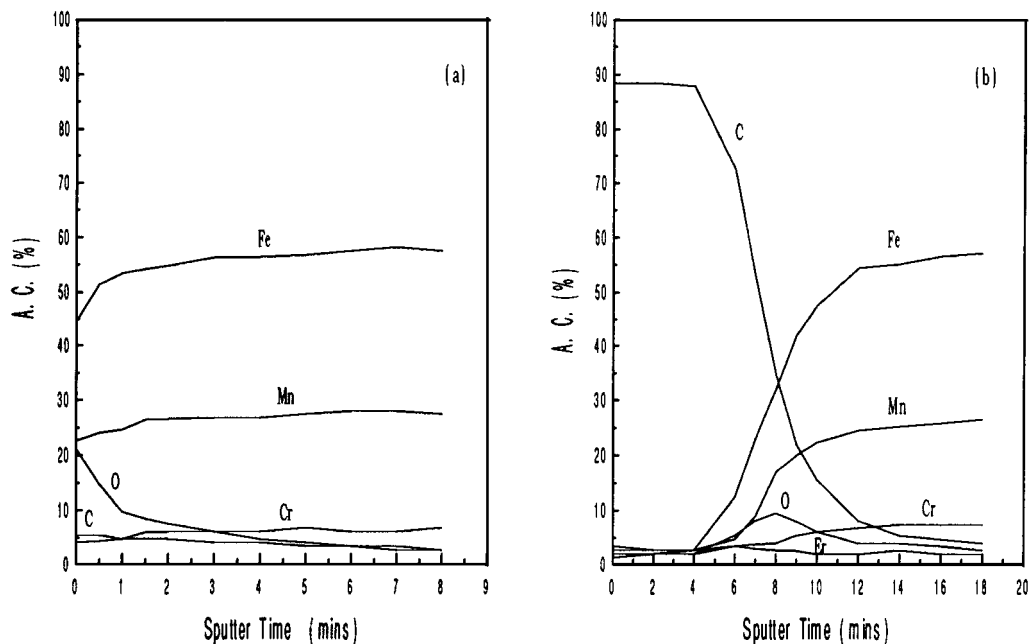 (a)
100
90
80
70
60
50
40
30
20
10
0
A. C. (%)
Fe
Mn
O
C
Cr
0 1 2 3 4 5 6 7 8 9
Sputter Time (mins)
(b)
100
90
80
70
60
50
40
30
20
10
0
A. C. (%)
C
Fe
Mn
O
Cr
Er
0 2 4 6 8 10 12 14 16 18 20
Sputter Time (mins)